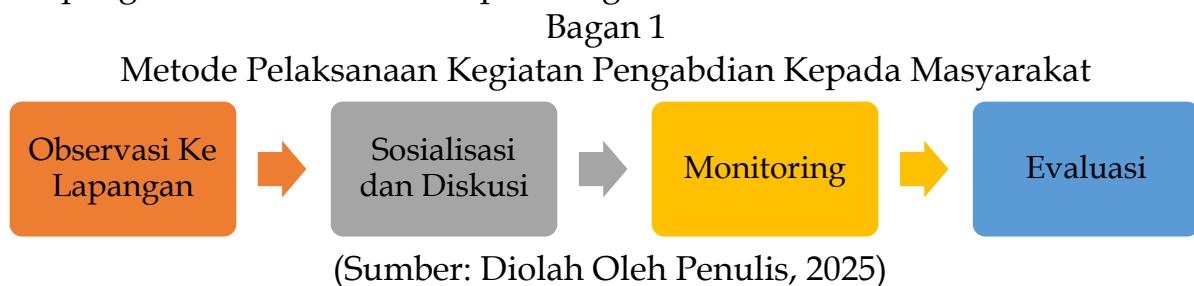 Bagan 1
Metode Pelaksanaan Kegiatan Pengabdian Kepada Masyarakat
Observasi Ke
Lapangan
Sosialisasi
dan Diskusi
Monitoring
Evaluasi
(Sumber: Diolah Oleh Penulis, 2025)